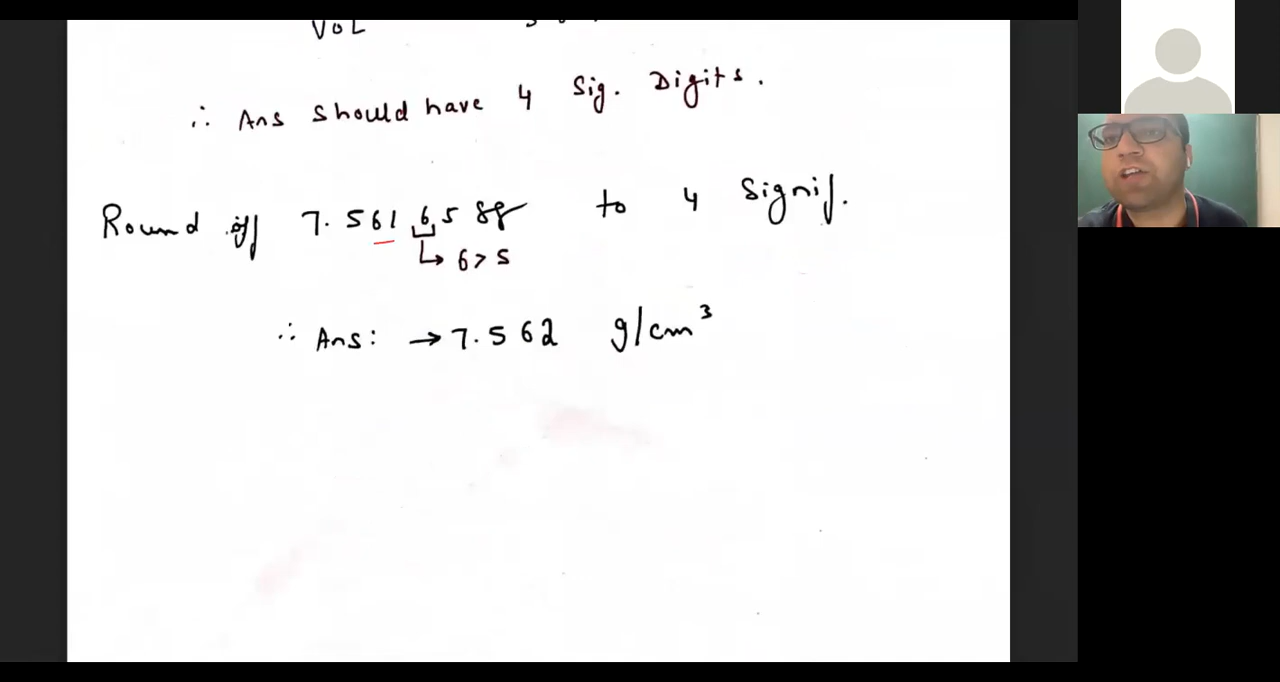 VOL
∴ Ans should have 4 Sig. Digits.
Round off 7.5616588 to 4 Signif.
↳ 6 > 5
∴ Ans: → 7.562 g/cm³